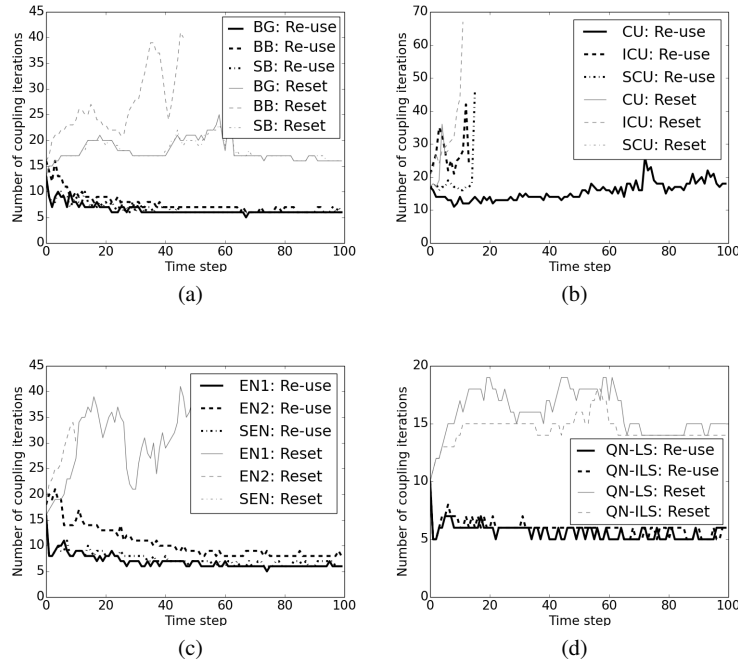 45
40
35
30
25
20
15
10
5
0
0 20 40 60 80 100
Number of coupling iterations
Time step
BG: Re-use
BB: Re-use
SB: Re-use
BG: Reset
BB: Reset
SB: Reset
(a)
70
60
50
40
30
20
10
0
0 20 40 60 80 100
Number of coupling iterations
Time step
CU: Re-use
ICU: Re-use
SCU: Re-use
CU: Reset
ICU: Reset
SCU: Reset
(b)
45
40
35
30
25
20
15
10
5
0
0 20 40 60 80 100
Number of coupling iterations
Time step
EN1: Re-use
EN2: Re-use
SEN: Re-use
EN1: Reset
EN2: Reset
SEN: Reset
(c)
20
15
10
5
0
0 20 40 60 80 100
Number of coupling iterations
Time step
QN-LS: Re-use
QN-ILS: Re-use
QN-LS: Reset
QN-ILS: Reset
(d)